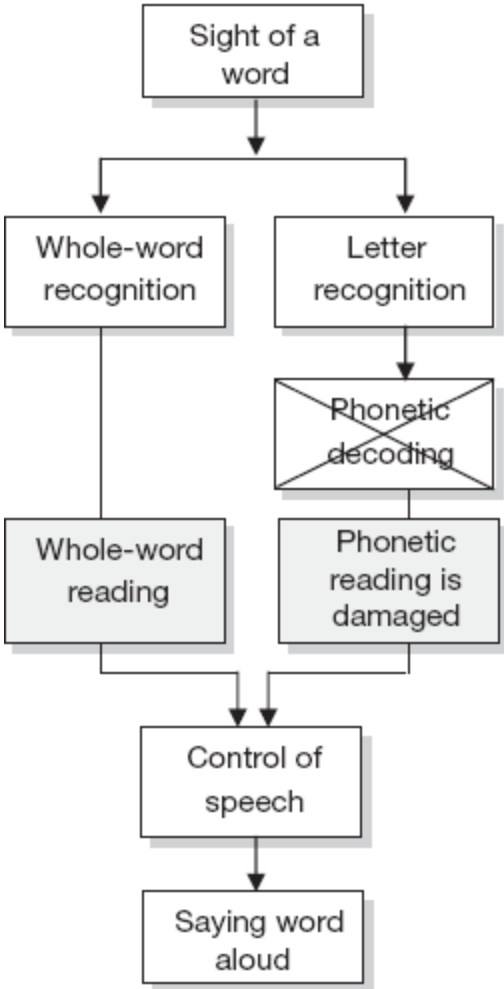 Sight of a
word
Whole-word
recognition
Letter
recognition
Phonetic
decoding
Whole-word
reading
Phonetic
reading is
damaged
Control of
speech
Saying word
aloud